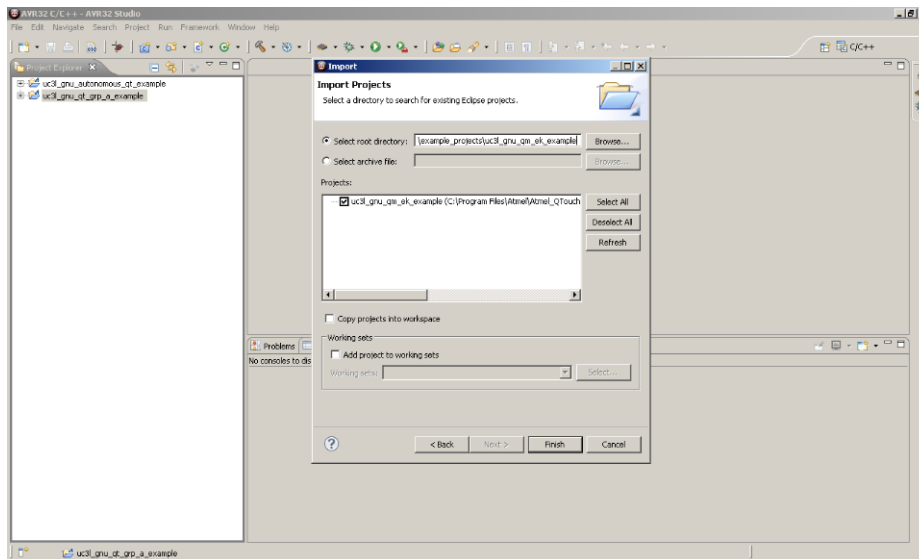 AVR32 C/C++ - AVR32 Studio
File Edit Navigate Search Project Run Framework Window Help
C/C++
Project Explorer
uc3l_gnu_autonomous_qt_example
uc3l_gnu_qt_grp_a_example
Import
Import Projects
Select a directory to search for existing Eclipse projects.
Select root directory: \example_projects\uc3l_gnu_qm_ek_example Browse...
Select archive file: Browse...
Projects:
uc3l_gnu_qm_ek_example (C:\Program Files\Atmel\Atmel_QTouch
Select All
Deselect All
Refresh
Copy projects into workspace
Working sets
Add project to working sets
Working sets: Select...
Problems
No consoles to dis
? < Back Next > Finish Cancel
uc3l_gnu_qt_grp_a_example